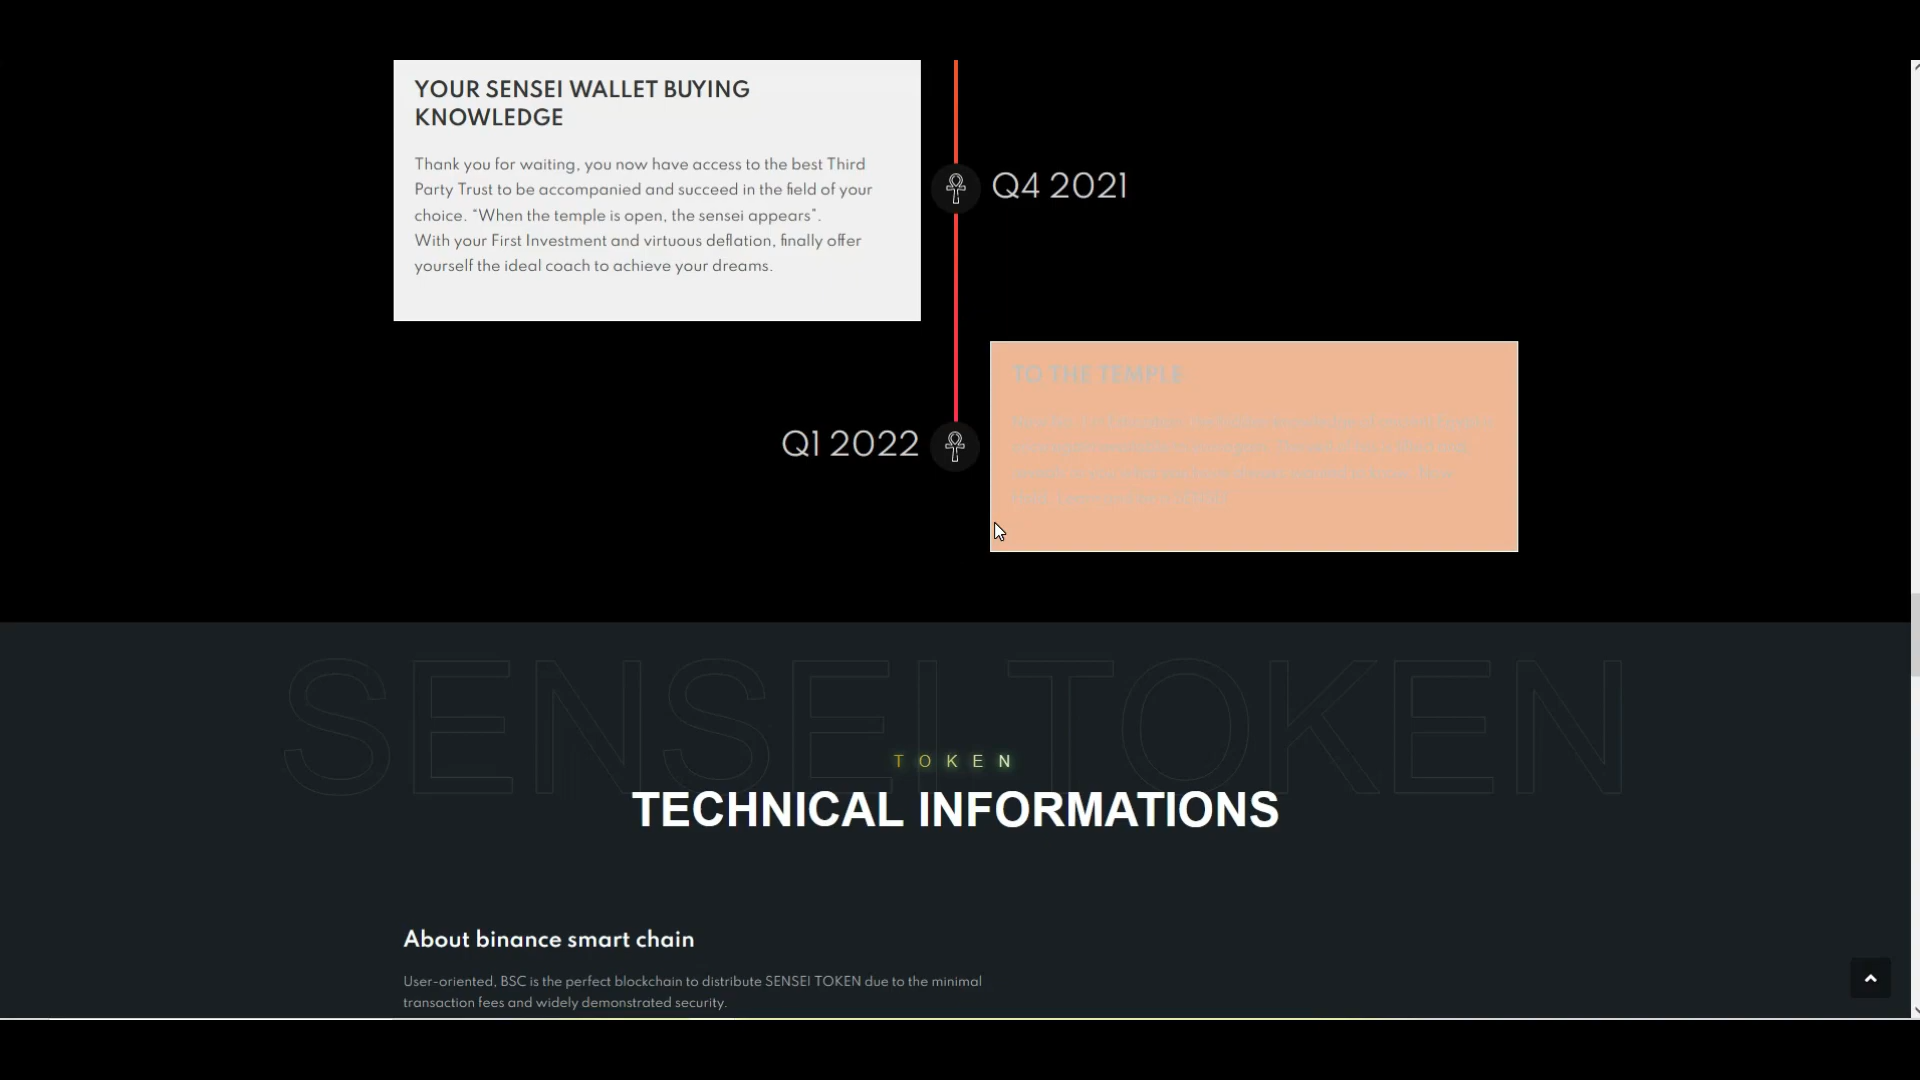 YOUR SENSEI WALLET BUYING
KNOWLEDGE
Thank you for waiting, you now have access to the best Third
Party Trust to be accompanied and succeed in the field of your
choice. “When the temple is open, the sensei appears”.
With your First Investment and virtuous deflation, finally offer
yourself the ideal coach to achieve your dreams.
Q4 2021
TO THE TEMPLE
Q1 2022
SENSEI TOKEN
TOKEN
TECHNICAL INFORMATIONS
About binance smart chain
User-oriented, BSC is the perfect blockchain to distribute SENSEI TOKEN due to the minimal
transaction fees and widely demonstrated security.